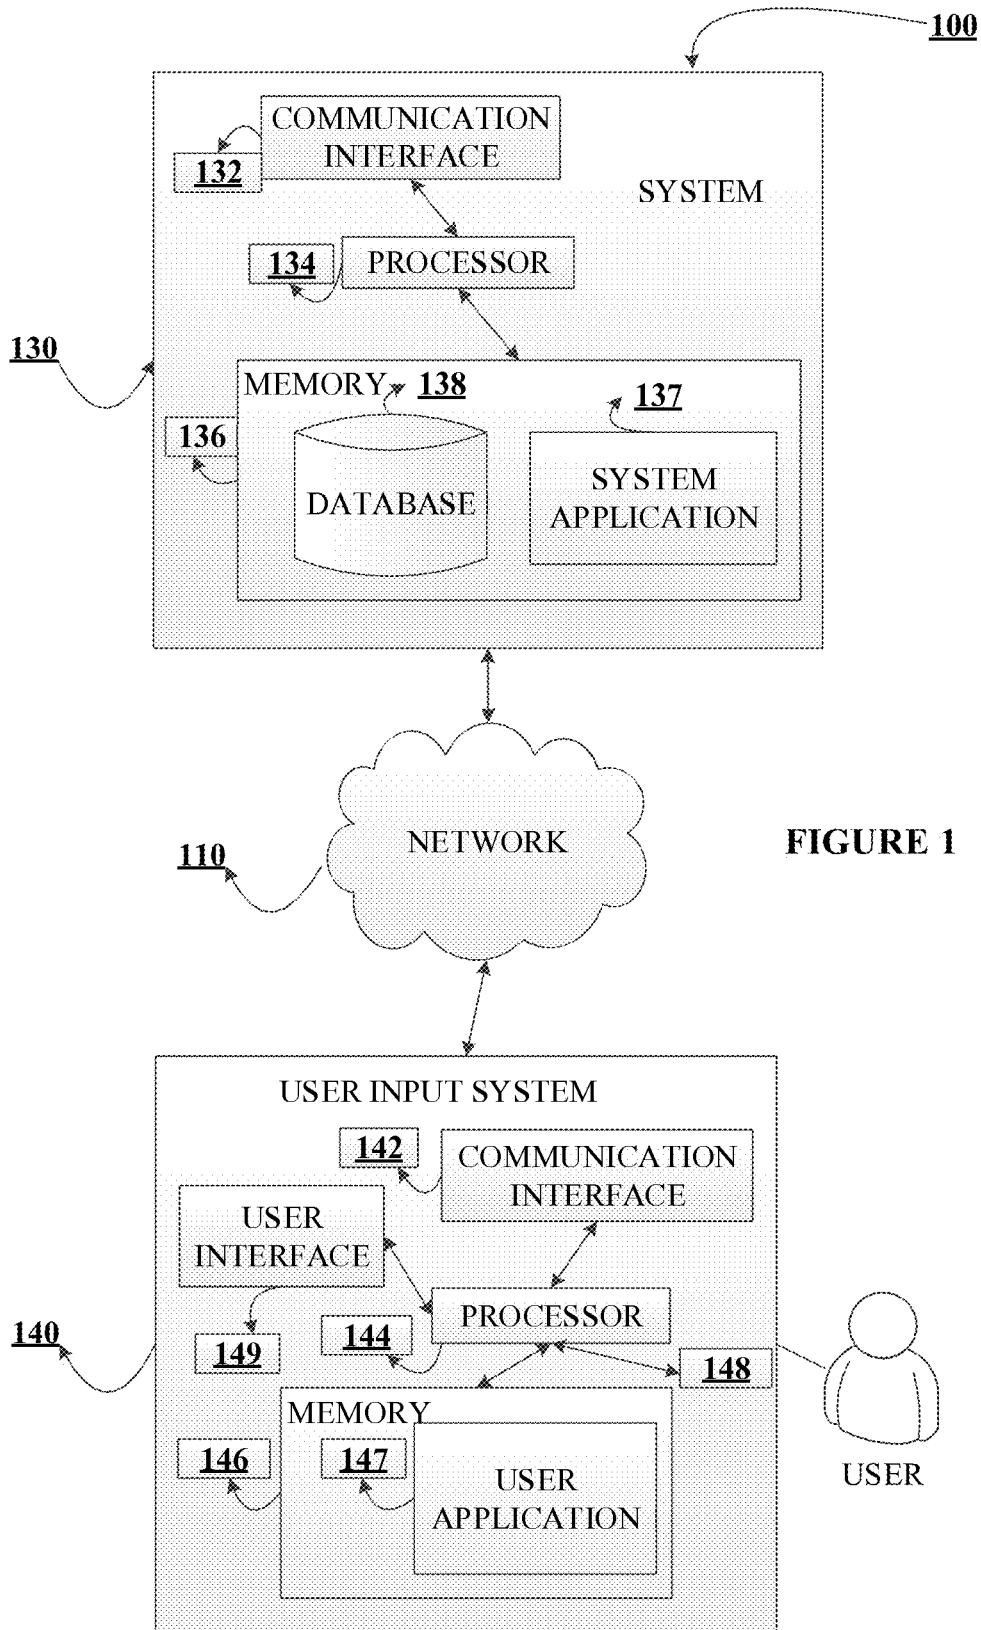 100
COMMUNICATION
INTERFACE
132
SYSTEM
134
PROCESSOR
130
MEMORY
138
137
136
DATABASE
SYSTEM
APPLICATION
NETWORK
FIGURE 1
110
USER INPUT SYSTEM
142
COMMUNICATION
INTERFACE
USER
INTERFACE
PROCESSOR
140
149
144
148
MEMORY
146
147
USER
APPLICATION
USER